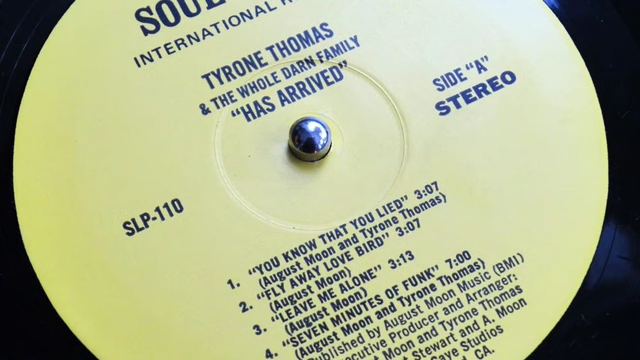 SOUL
INTERNATIONAL
TYRONE THOMAS
& THE WHOLE DARN FAMILY
"HAS ARRIVED"
SIDE "A"
STEREO
SLP-110
1. "YOU KNOW THAT YOU LIED" 3:07
(August Moon and Tyrone Thomas)
2. "FLY AWAY LOVE BIRD" 3:07
(August Moon)
3. "LEAVE ME ALONE" 3:13
(August Moon)
4. "SEVEN MINUTES OF FUNK" 7:00
(August Moon and Tyrone Thomas)
Published by August Moon Music (BMI)
Executive Producer and Arranger:
Moon and Tyrone Thomas
Stewart and A. Moon
Studios
CA.